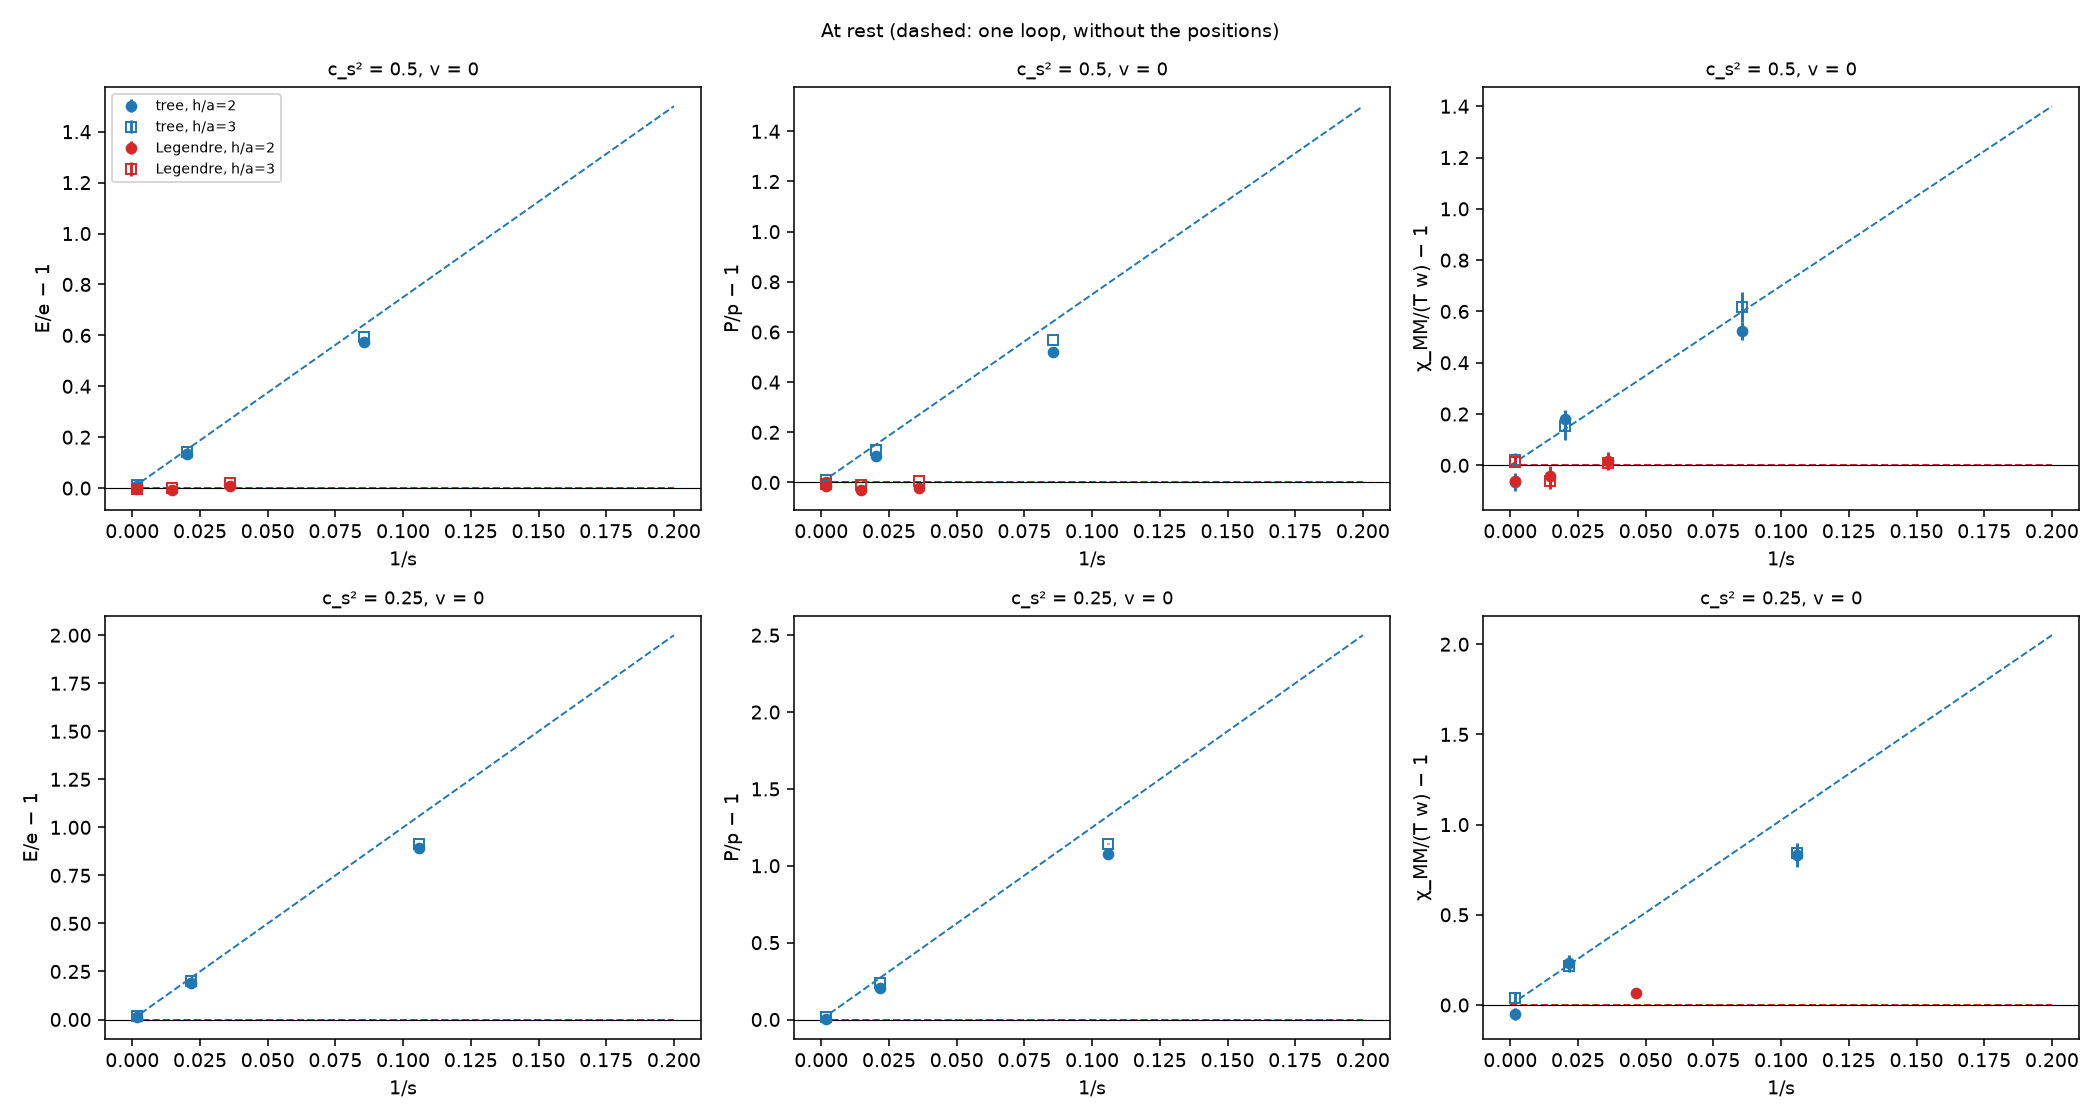 At rest (dashed: one loop, without the positions)
c_s² = 0.5, v = 0
tree, h/a=2
tree, h/a=3
Legendre, h/a=2
Legendre, h/a=3
E/e − 1
1.4
1.2
1.0
0.8
0.6
0.4
0.2
0.0
0.000 0.025 0.050 0.075 0.100 0.125 0.150 0.175 0.200
1/s
c_s² = 0.5, v = 0
P/p − 1
1.4
1.2
1.0
0.8
0.6
0.4
0.2
0.0
0.000 0.025 0.050 0.075 0.100 0.125 0.150 0.175 0.200
1/s
c_s² = 0.5, v = 0
χ_MM/(T w) − 1
1.4
1.2
1.0
0.8
0.6
0.4
0.2
0.0
0.000 0.025 0.050 0.075 0.100 0.125 0.150 0.175 0.200
1/s
c_s² = 0.25, v = 0
E/e − 1
2.00
1.75
1.50
1.25
1.00
0.75
0.50
0.25
0.00
0.000 0.025 0.050 0.075 0.100 0.125 0.150 0.175 0.200
1/s
c_s² = 0.25, v = 0
P/p − 1
2.5
2.0
1.5
1.0
0.5
0.0
0.000 0.025 0.050 0.075 0.100 0.125 0.150 0.175 0.200
1/s
c_s² = 0.25, v = 0
χ_MM/(T w) − 1
2.0
1.5
1.0
0.5
0.0
0.000 0.025 0.050 0.075 0.100 0.125 0.150 0.175 0.200
1/s